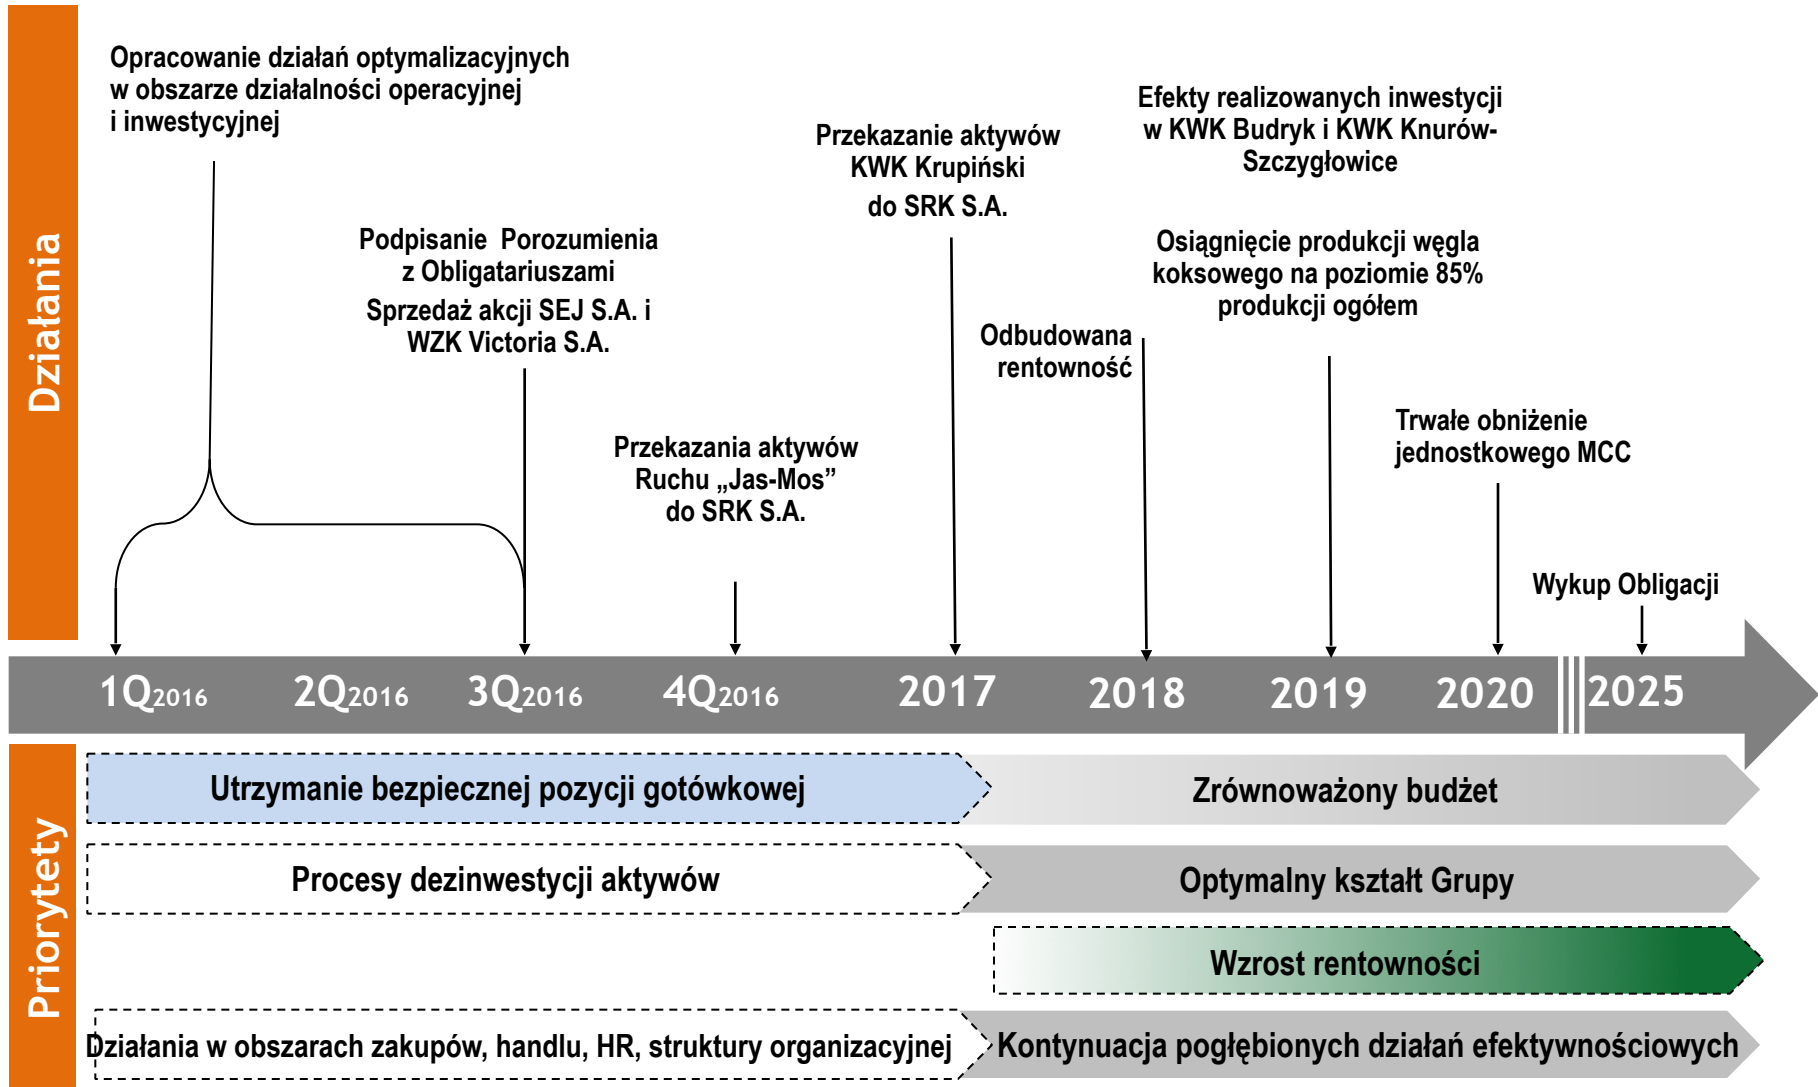 Działania
Opracowanie działań optymalizacyjnych
w obszarze działalności operacyjnej
i inwestycyjnej
Podpisanie Porozumienia
z Obligatariuszami
Sprzedaż akcji SEJ S.A. i
WZK Victoria S.A.
Przekazania aktywów
Ruchu „Jas-Mos”
do SRK S.A.
Przekazanie aktywów
KWK Krupiński
do SRK S.A.
Odbudowana
rentowność
Efekty realizowanych inwestycji
w KWK Budryk i KWK Knurów-
Szczygłowice
Osiągnięcie produkcji węgla
koksowego na poziomie 85%
produkcji ogółem
Trwałe obniżenie
jednostkowego MCC
Wykup Obligacji
1Q2016 2Q2016 3Q2016 4Q2016 2017 2018 2019 2020 2025
Priorytety
Utrzymanie bezpiecznej pozycji gotówkowej
Zrównoważony budżet
Procesy dezinwestycji aktywów
Optymalny kształt Grupy
Wzrost rentowności
Działania w obszarach zakupów, handlu, HR, struktury organizacyjnej
Kontynuacja pogłębionych działań efektywnościowych